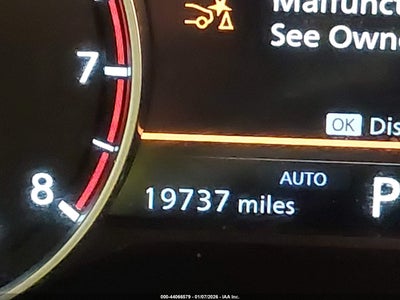 Malfunct
See Owne
7
OK Dis
8
AUTO
19737 miles
P
000-44066579 - 01/07/2026 - IAA Inc.